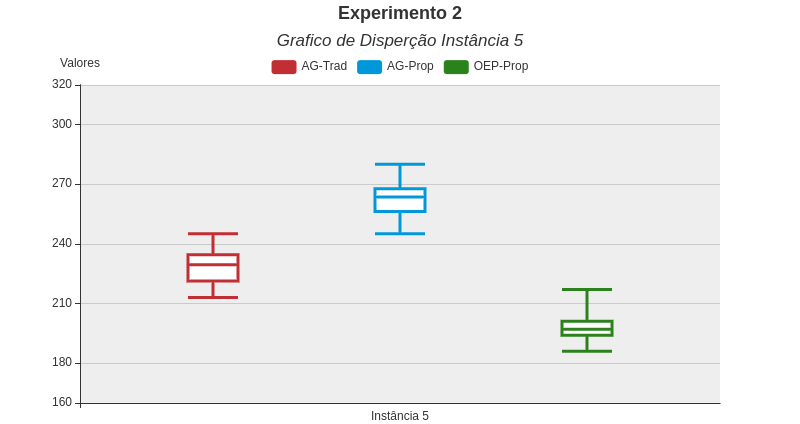 Experimento 2
Grafico de Disperção Instância 5
Valores
AG-Trad AG-Prop OEP-Prop
320
300
270
240
210
180
160
Instância 5